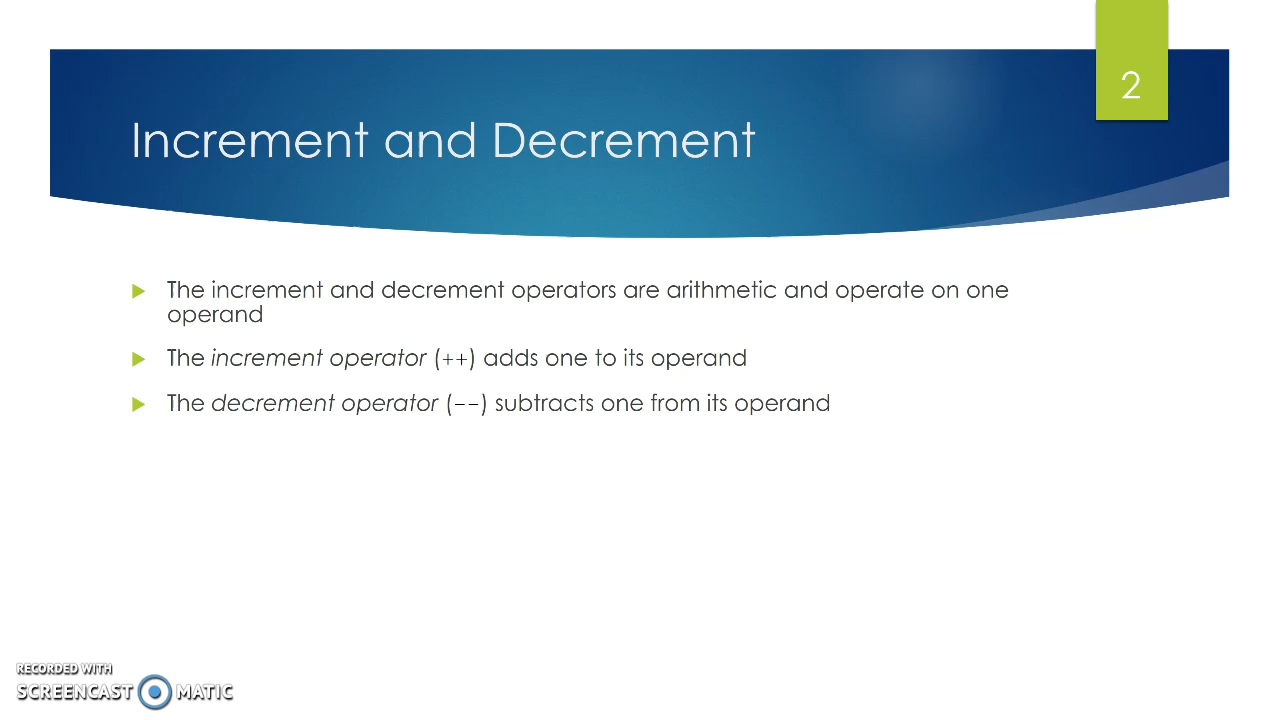 2
Increment and Decrement
The increment and decrement operators are arithmetic and operate on one
operand
The increment operator (++) adds one to its operand
The decrement operator (--) subtracts one from its operand
RECORDED WITH
SCREENCAST MATIC